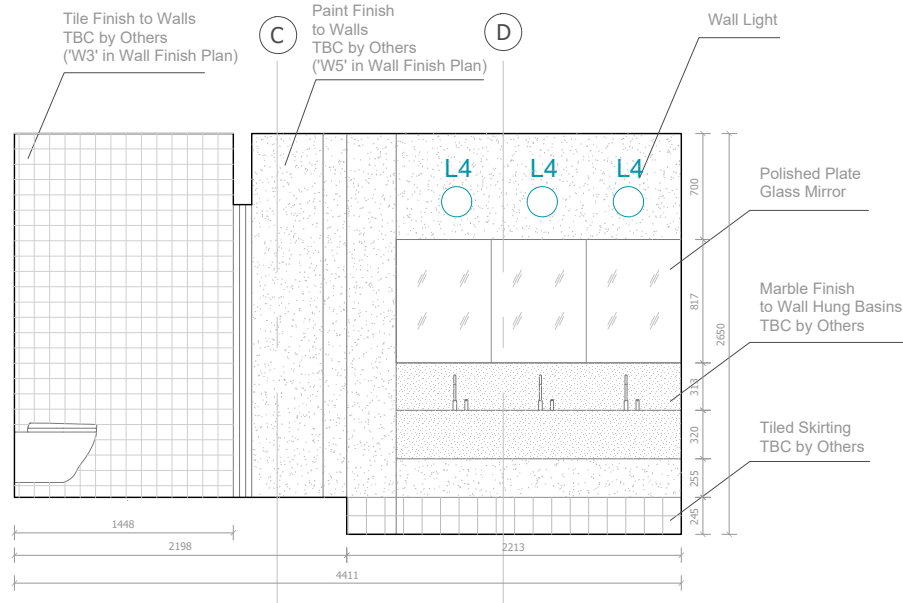 Tile Finish to Walls
TBC by Others
('W3' in Wall Finish Plan)
C
Paint Finish
to Walls
TBC by Others
('W5' in Wall Finish Plan)
D
Wall Light
L4
L4
L4
Polished Plate
Glass Mirror
Marble Finish
to Wall Hung Basins
TBC by Others
Tiled Skirting
TBC by Others
700
817
2650
313
320
255
245
1448
2198
2213
4411